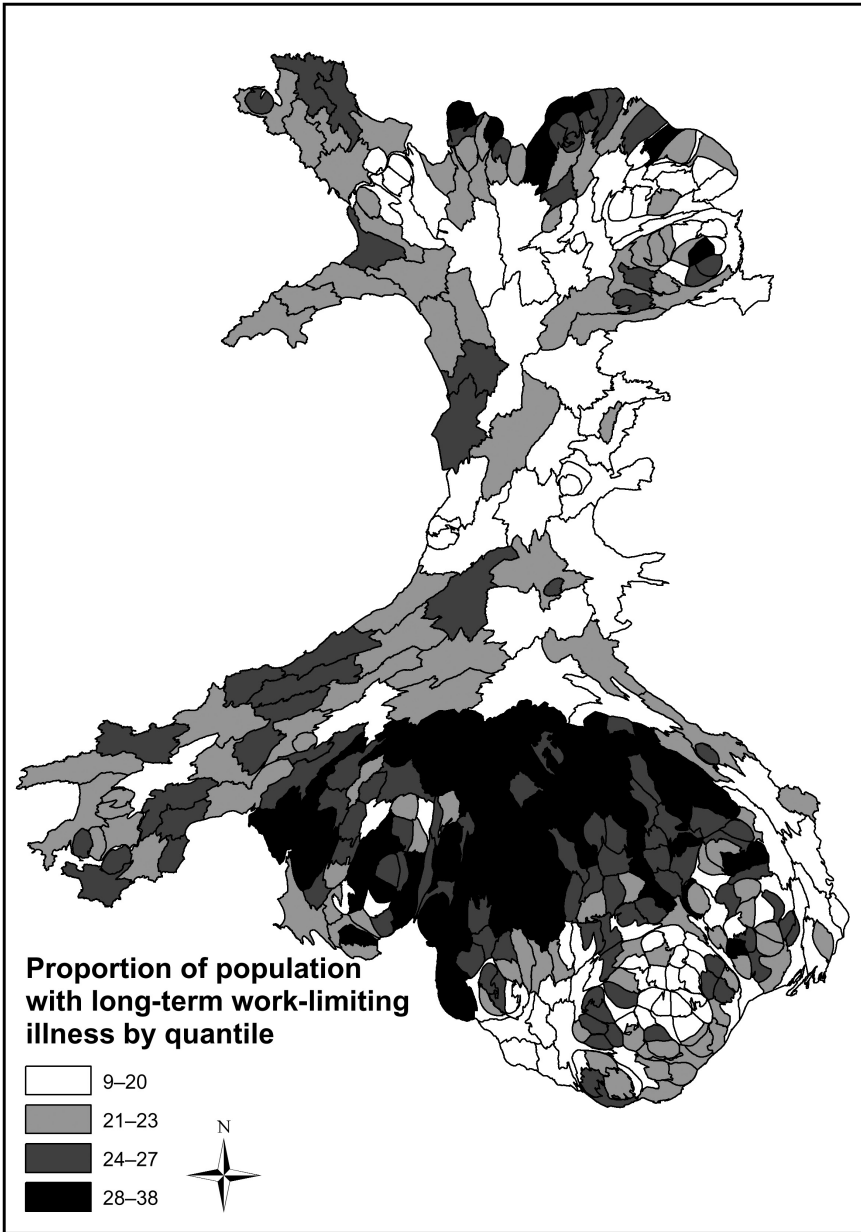 Proportion of population
with long-term work-limiting
illness by quantile
9–20
21–23
24–27
28–38
N